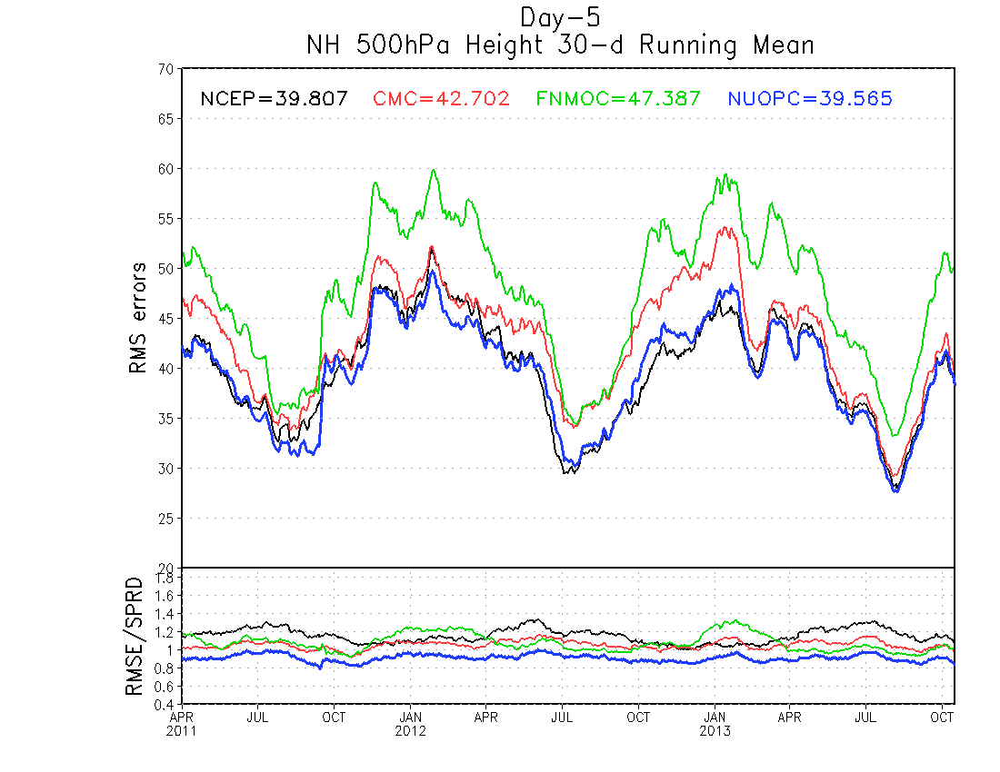 Day-5
NH 500hPa Height 30-d Running Mean
NCEP=39.807 CMC=42.702 FNMOC=47.387 NUOPC=39.565
RMS errors
70
65
60
55
50
45
40
35
30
25
20
RMSE/SPRD
1.8
1.6
1.4
1.2
1
0.8
0.6
0.4
APR JUL OCT JAN APR JUL OCT JAN APR JUL OCT
2011 2012 2013